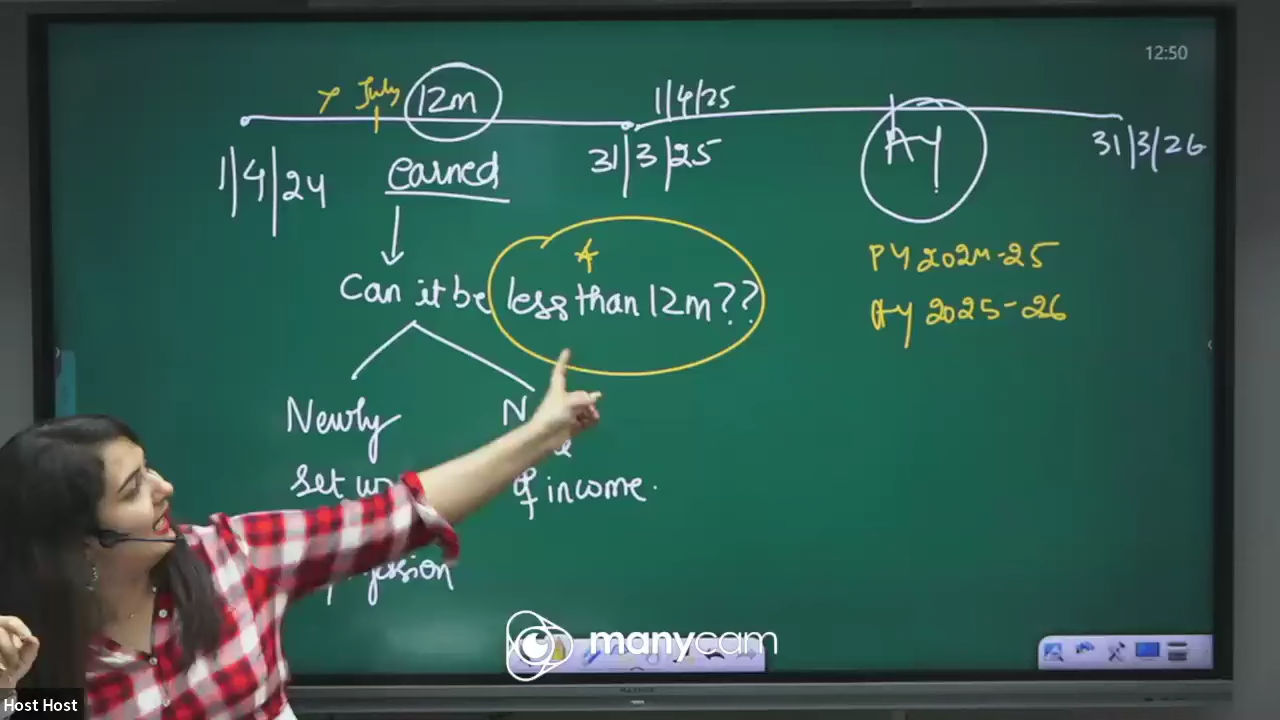 12:50
July 12m 1/4/25
AY
1/4/24 earned 31/3/25 31/3/26
PY 2024-25
Can it be less than 12m??
AY 2025-26
Newly N
set up
of income.
manycam
Host Host